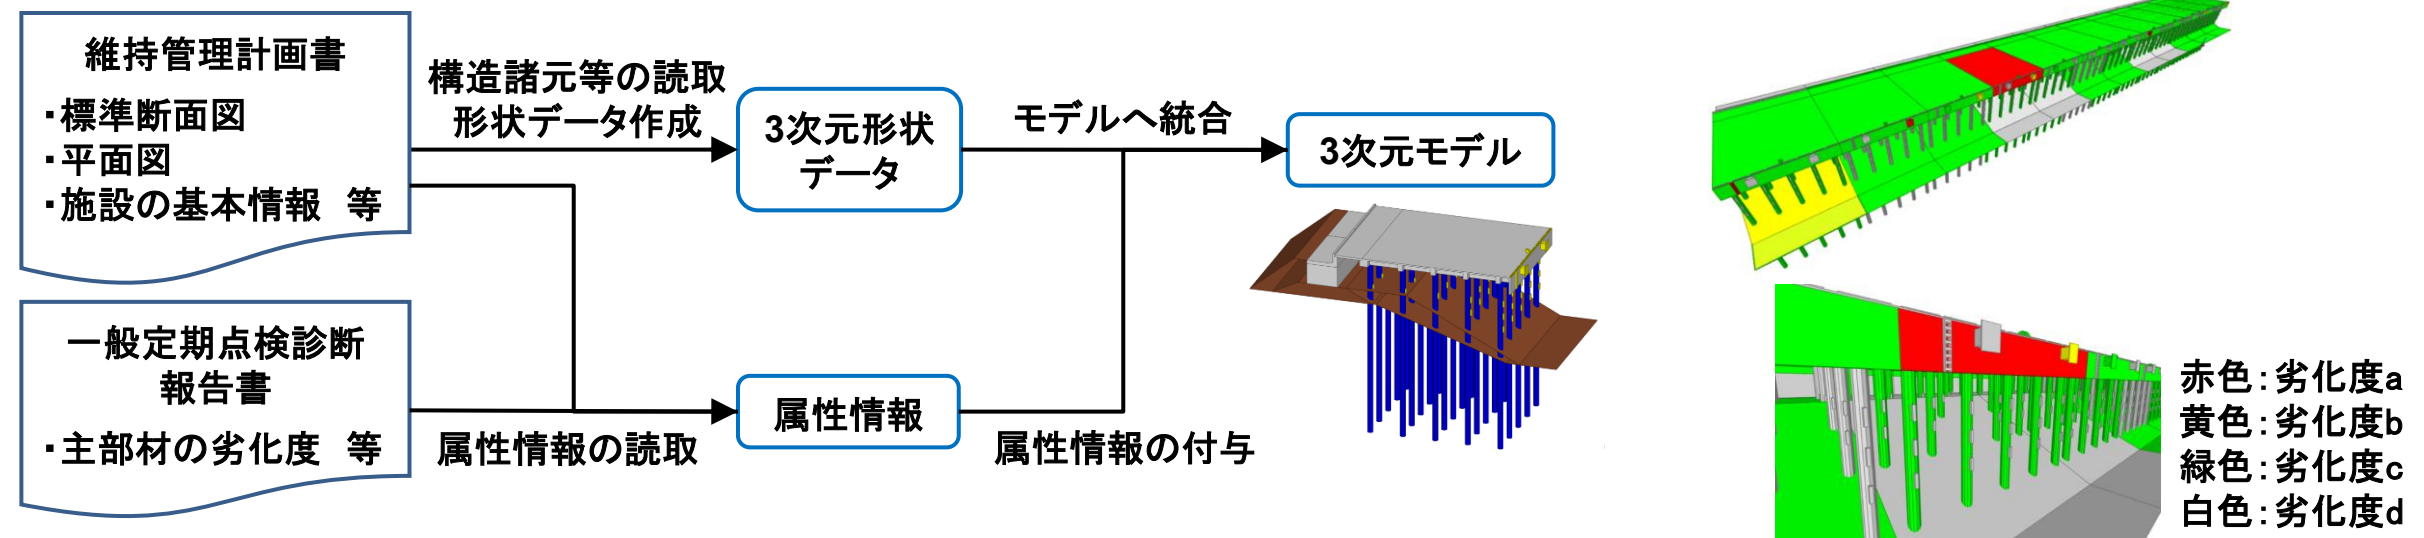 維持管理計画書
・標準断面図
・平面図
・施設の基本情報　等
構造諸元等の読取
形状データ作成
3次元形状
データ
モデルへ統合
3次元モデル
一般定期点検診断
報告書
・主部材の劣化度　等
属性情報の読取
属性情報
属性情報の付与
赤色：劣化度a
黄色：劣化度b
緑色：劣化度c
白色：劣化度d